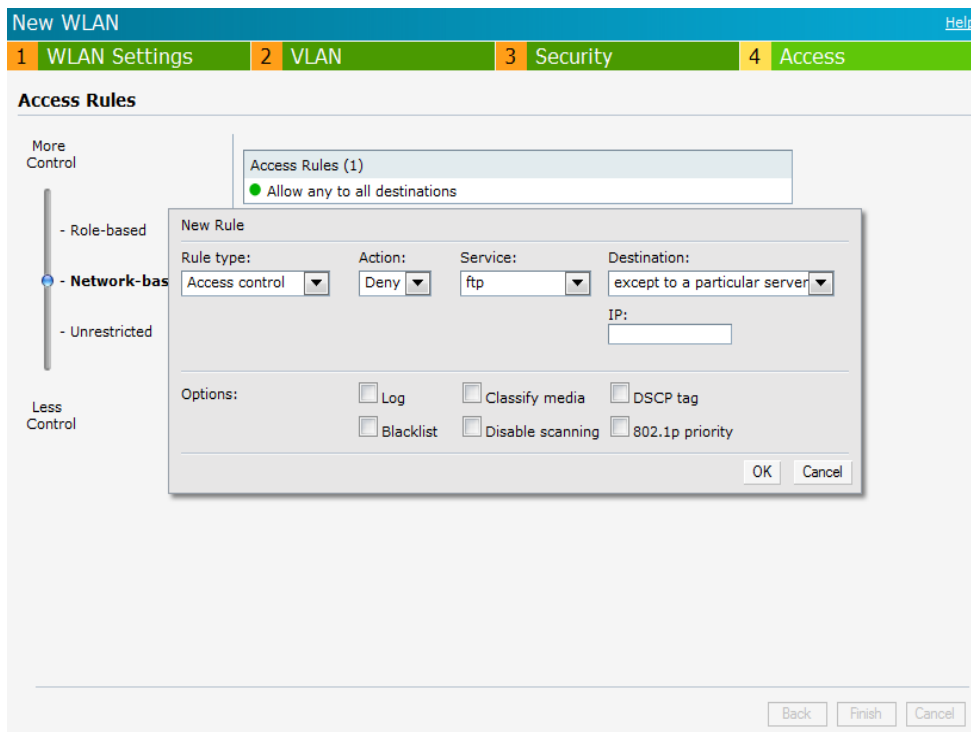 New WLAN
Help
1 WLAN Settings
2 VLAN
3 Security
4 Access
Access Rules
More
Control
- Role-based
- Network-bas
- Unrestricted
Less
Control
Access Rules (1)
Allow any to all destinations
New Rule
Rule type:
Action:
Service:
Destination:
Access control
Deny
ftp
except to a particular server
IP:
Options:
Log
Classify media
DSCP tag
Blacklist
Disable scanning
802.1p priority
OK
Cancel
Back
Finish
Cancel